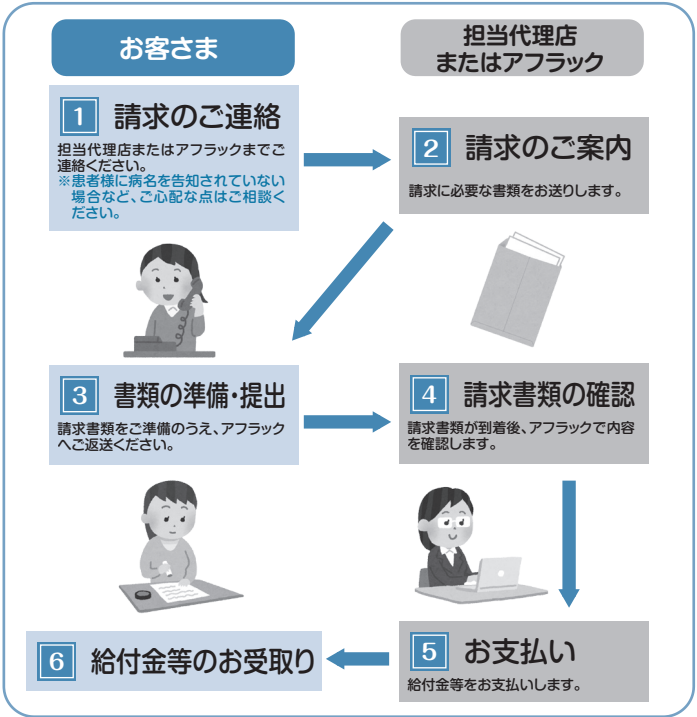 お客さま
担当代理店
またはアフラック
1 請求のご連絡
担当代理店またはアフラックまでご
連絡ください。
※患者様に病名を告知されていない
場合など、ご心配な点はご相談く
ださい。
2 請求のご案内
請求に必要な書類をお送りします。
3 書類の準備・提出
請求書類をご準備のうえ、アフラック
へご返送ください。
4 請求書類の確認
請求書類が到着後、アフラックで内容
を確認します。
5 お支払い
給付金等をお支払いします。
6 給付金等のお受取り